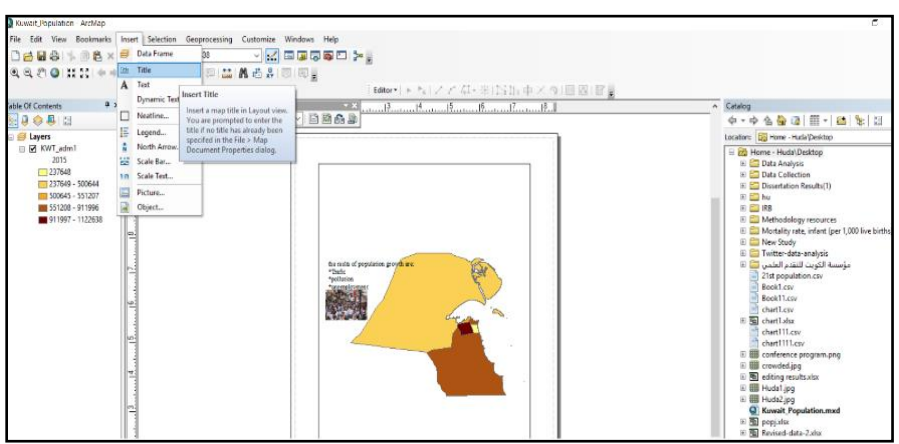 Kuwait_Population - ArcMap
File Edit View Bookmarks Insert Selection Geoprocessing Customize Windows Help
Data Frame
Title
Text
Dynamic Text
Neatline...
Legend...
North Arrow...
Scale Bar...
Scale Text...
Picture...
Object...
Insert Title
Insert a map title in Layout view.
You are prompted to enter the
title if no title has already been
specified in the File > Map
Document Properties dialog.
Editor
Table Of Contents
Layers
KWT_adm1
2015
237648
237649 - 500644
500645 - 551207
551208 - 911996
911997 - 1122638
population growth are:
*pollution
*unemployment
Catalog
Location: Home - Huda\Desktop
Home - Huda\Desktop
Data Analysis
Data Collection
Dissertation Results(1)
hu
IRB
Methodology resources
Mortality rate, infant (per 1,000 live births
New Study
Twitter-data-analysis
مؤسسة الكويت للتقدم العلمي
21st population.csv
Book1.csv
Book11.csv
chart1.csv
chart1.xlsx
chart111.csv
chart1111.csv
conference program.png
crowded.jpg
editing results.xlsx
Huda1.jpg
Huda2.jpg
Kuwait_Population.mxd
popj.xlsx
Revised-data-2.xlsx